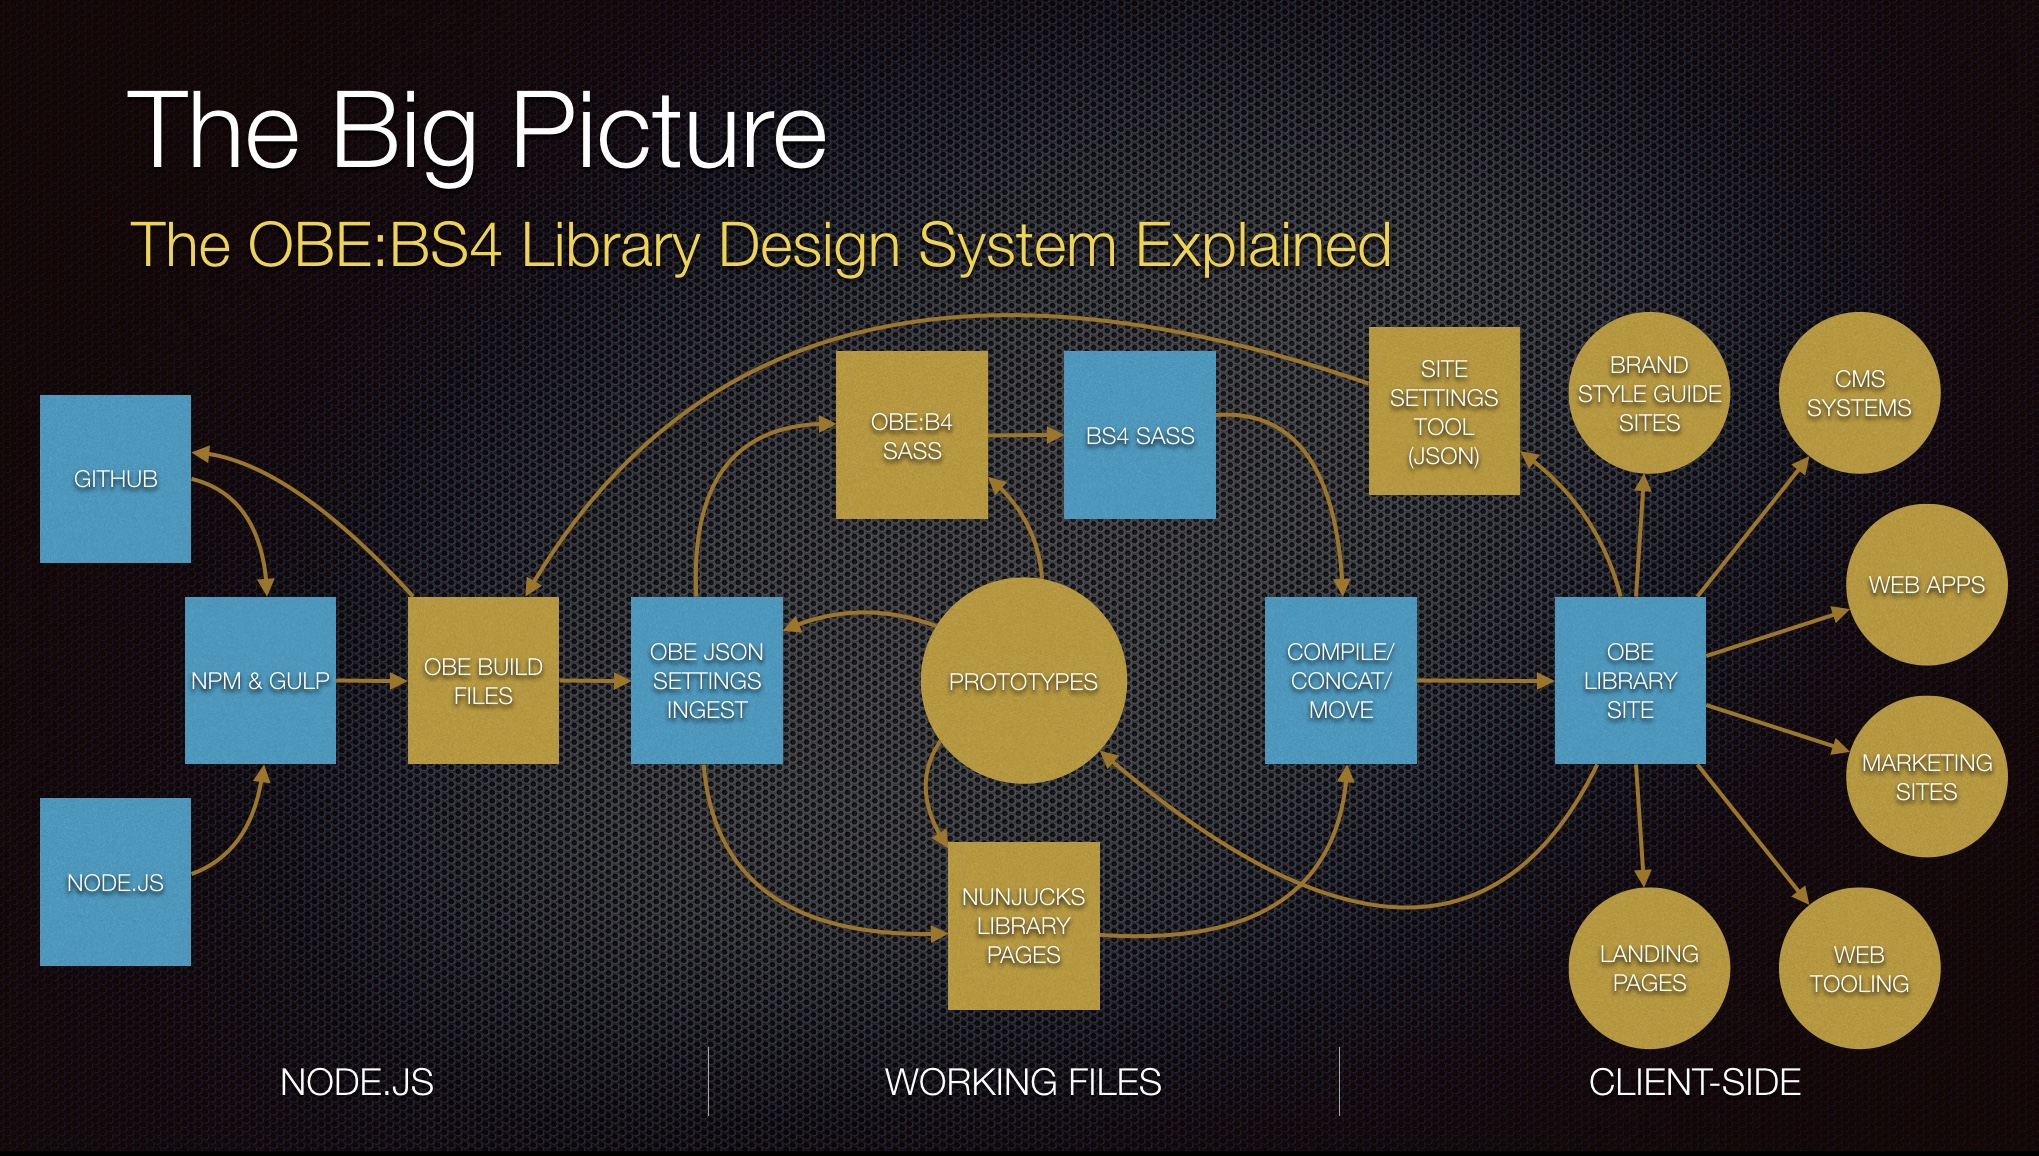 The Big Picture
The OBE:BS4 Library Design System Explained
GITHUB
NODE.JS
NPM & GULP
OBE BUILD
FILES
OBE JSON
SETTINGS
INGEST
OBE:B4
SASS
BS4 SASS
PROTOTYPES
NUNJUCKS
LIBRARY
PAGES
COMPILE/
CONCAT/
MOVE
SITE
SETTINGS
TOOL
(JSON)
OBE
LIBRARY
SITE
BRAND
STYLE GUIDE
SITES
CMS
SYSTEMS
WEB APPS
MARKETING
SITES
WEB
TOOLING
LANDING
PAGES
NODE.JS
WORKING FILES
CLIENT-SIDE